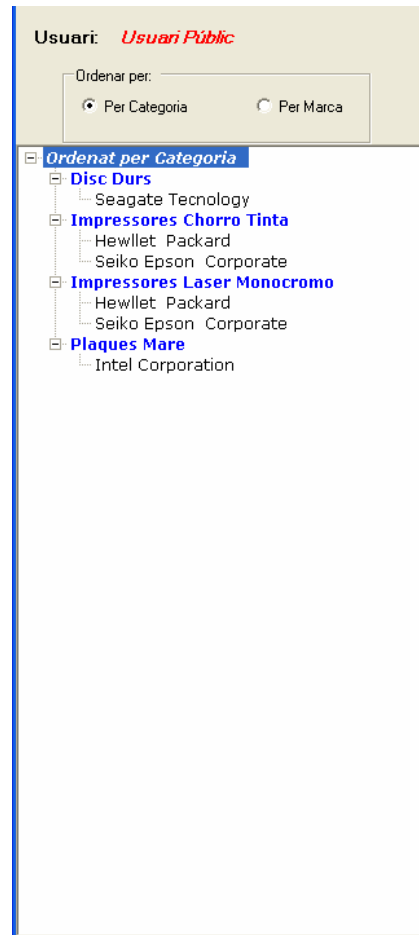 Usuari: Usuari Públic
Ordenar per:
Per Categoria Per Marca
Ordenat per Categoria
Disc Durs
Seagate Tecnology
Impressores Chorro Tinta
Hewllet Packard
Seiko Epson Corporate
Impressores Laser Monocromo
Hewllet Packard
Seiko Epson Corporate
Plaques Mare
Intel Corporation